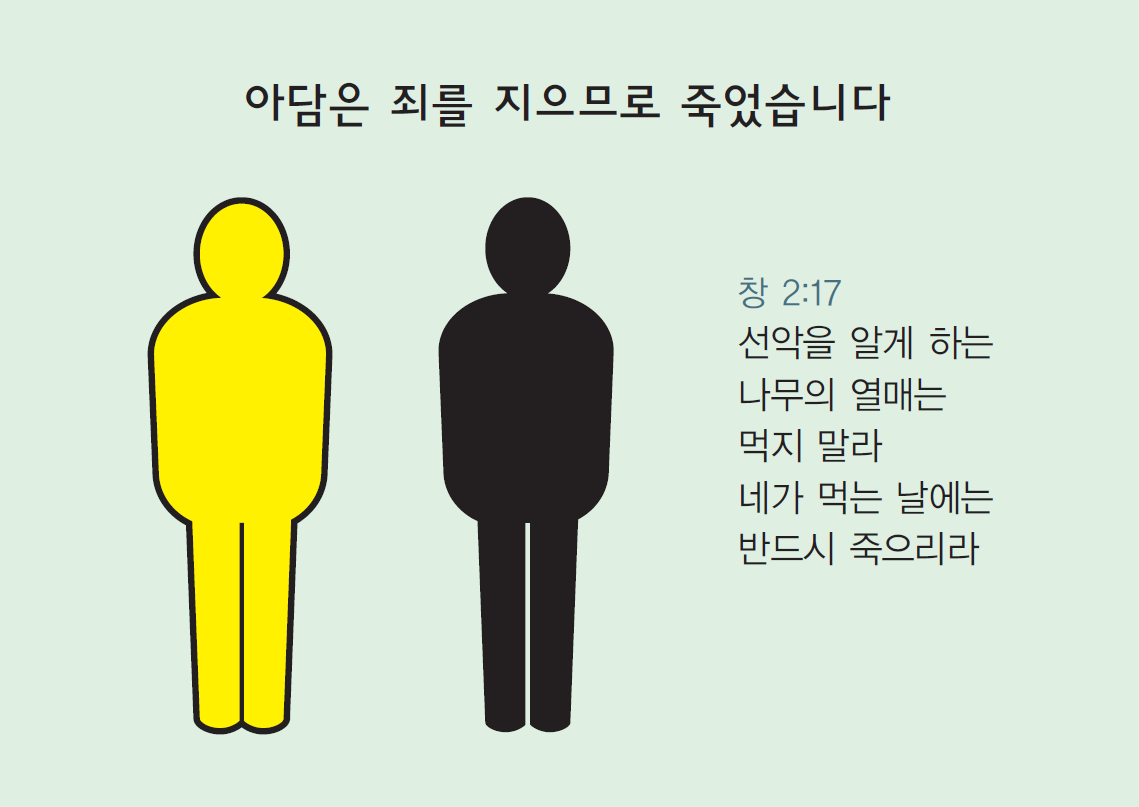 아담은 죄를 지으므로 죽었습니다
창 2:17
선악을 알게 하는
나무의 열매는
먹지 말라
네가 먹는 날에는
반드시 죽으리라